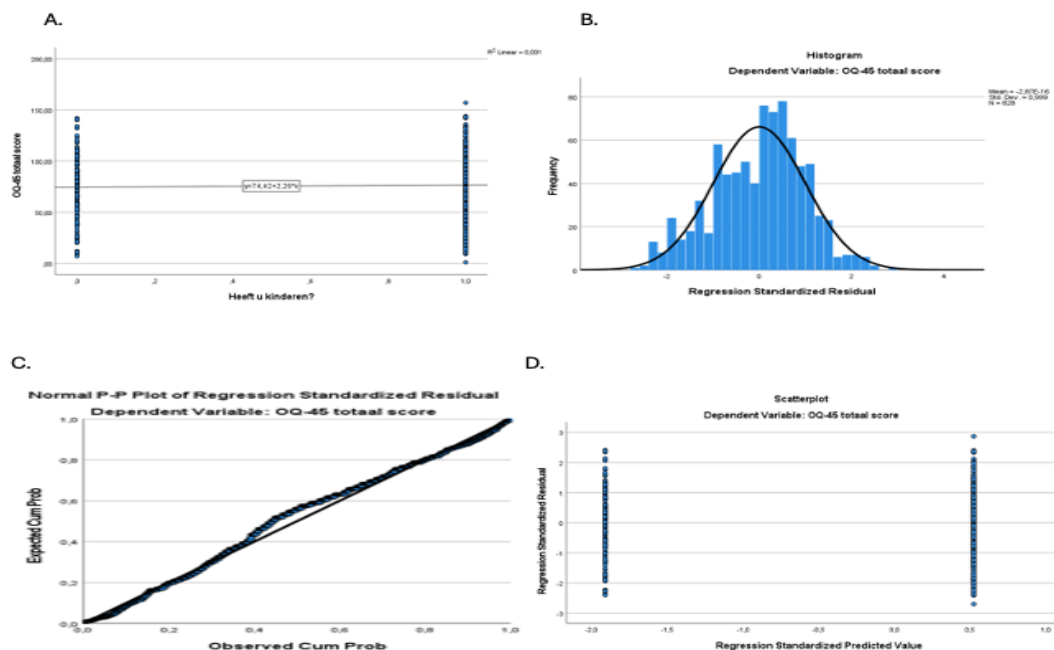 A.
R² Linear = 0,001
200,00
150,00
100,00
50,00
,00
OQ-45 totaal score
y=74,42+2,26*x
,0
,2
,4
,6
,8
1,0
Heeft u kinderen?
B.
Histogram
Dependent Variable: OQ-45 totaal score
Std. Dev. = 0,999
80
60
40
20
0
Frequency
-2
0
2
4
Regression Standardized Residual
C.
Normal P-P Plot of Regression Standardized Residual
Dependent Variable: OQ-45 totaal score
1,0
0,8
0,6
0,4
0,2
0,0
Expected Cum Prob
0,0
0,2
0,4
0,6
0,8
1,0
Observed Cum Prob
D.
Scatterplot
Dependent Variable: OQ-45 totaal score
3
2
1
0
-1
-2
-3
Regression Standardized Residual
-2,0
-1,5
-1,0
-0,5
0,0
0,5
1,0
Regression Standardized Predicted Value